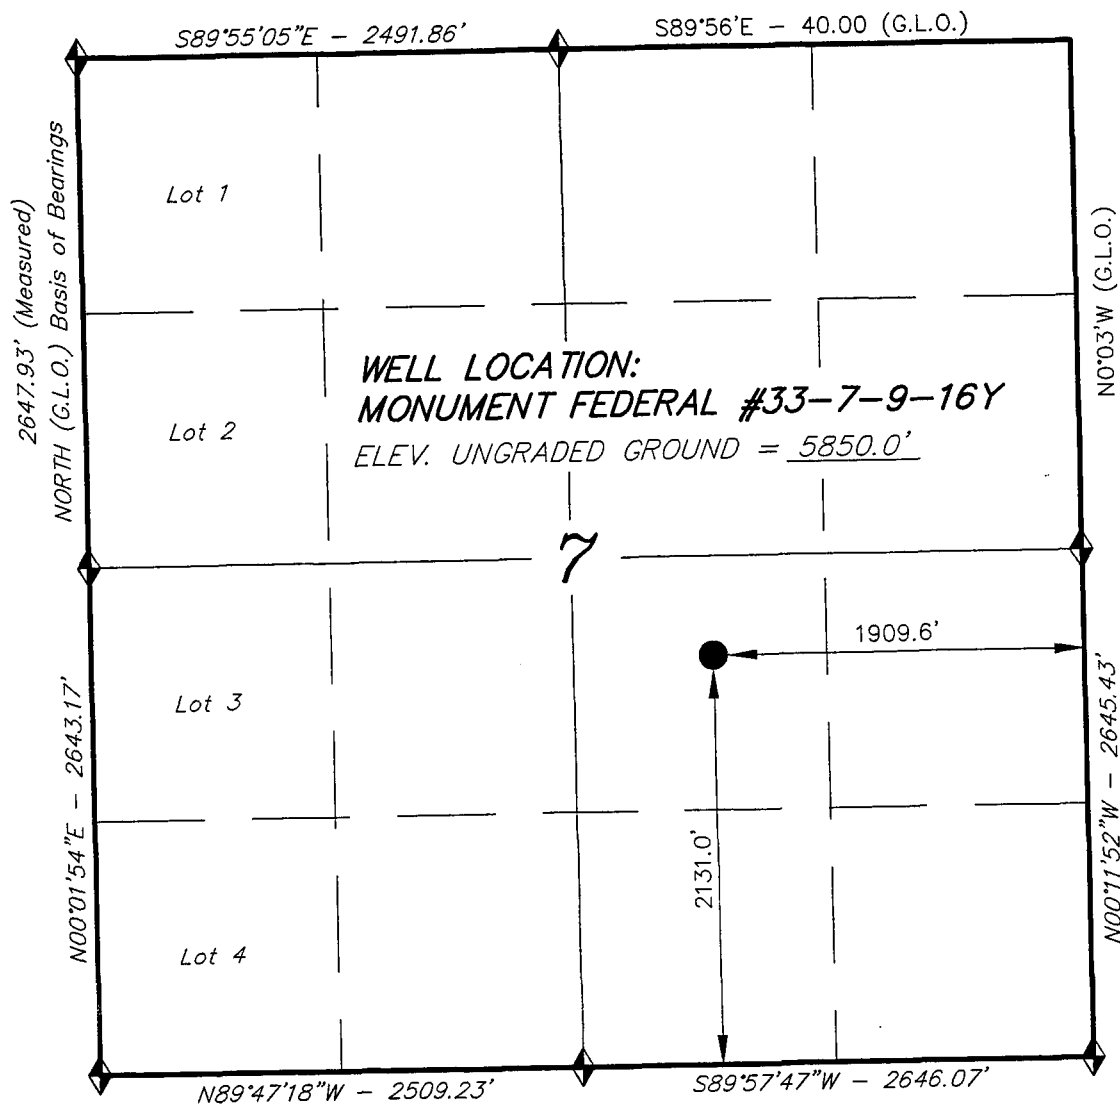 S89°55'05"E - 2491.86'
S89°56'E - 40.00 (G.L.O.)
2647.93' (Measured)
NORTH (G.L.O.) Basis of Bearings
N0°03'W (G.L.O.)
Lot 1
Lot 2
WELL LOCATION:
MONUMENT FEDERAL #33-7-9-16Y
ELEV. UNGRADED GROUND = 5850.0'
7
1909.6'
Lot 3
N00°01'54"E - 2643.17'
2131.0'
N00°11'52"W - 2645.43'
Lot 4
N89°47'18"W - 2509.23'
S89°57'47"W - 2646.07'